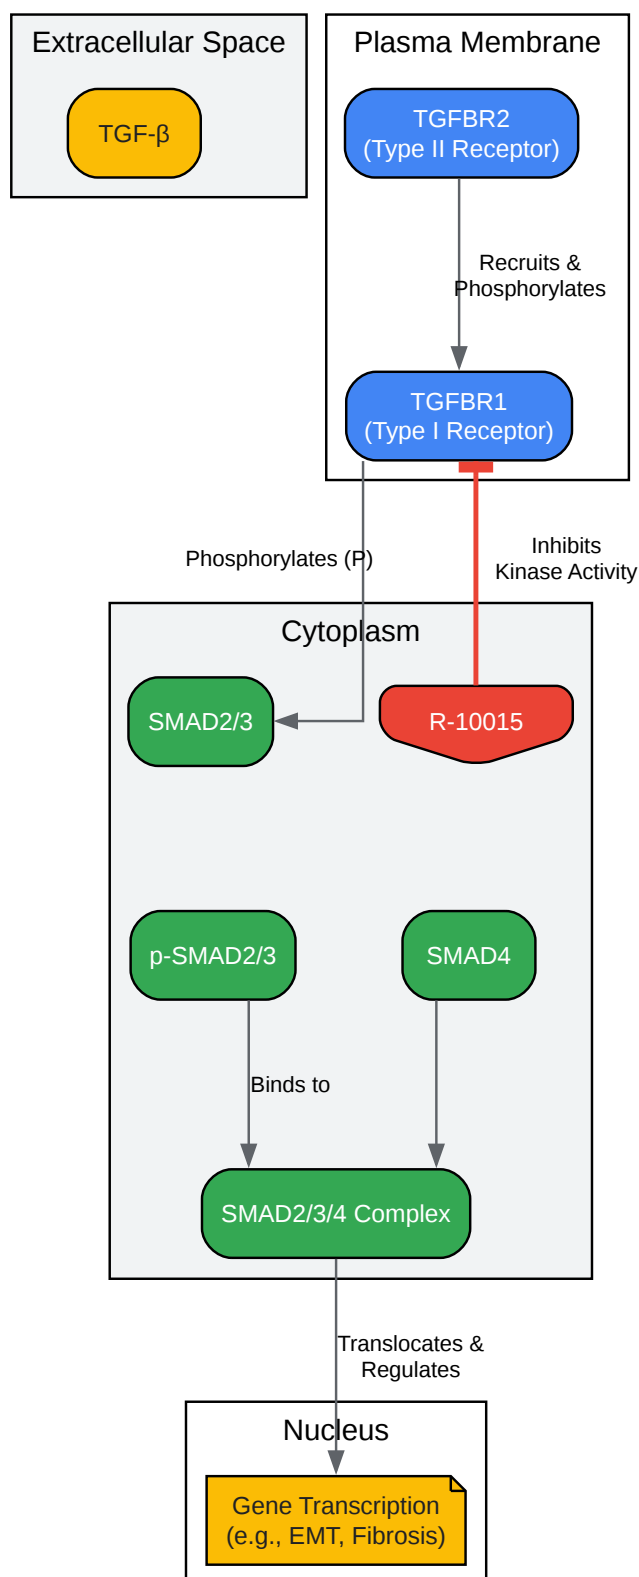 Extracellular Space
TGF-β
Plasma Membrane
TGFBR2
(Type II Receptor)
Recruits &
Phosphorylates
TGFBR1
(Type I Receptor)
Phosphorylates (P)
Inhibits
Kinase Activity
Cytoplasm
SMAD2/3
R-10015
p-SMAD2/3
SMAD4
Binds to
SMAD2/3/4 Complex
Translocates &
Regulates
Nucleus
Gene Transcription
(e.g., EMT, Fibrosis)